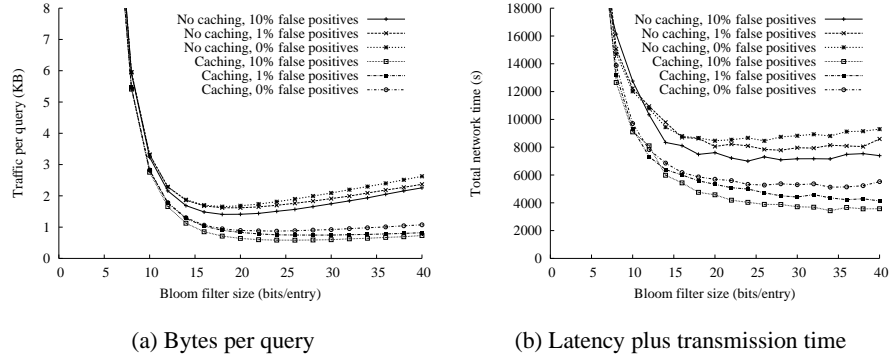 No caching, 10% false positives
No caching, 1% false positives
No caching, 0% false positives
Caching, 10% false positives
Caching, 1% false positives
Caching, 0% false positives
8
7
6
5
4
3
2
1
0
Traffic per query (KB)
0 5 10 15 20 25 30 35 40
Bloom filter size (bits/entry)
(a) Bytes per query
No caching, 10% false positives
No caching, 1% false positives
No caching, 0% false positives
Caching, 10% false positives
Caching, 1% false positives
Caching, 0% false positives
18000
16000
14000
12000
10000
8000
6000
4000
2000
0
Total network time (s)
0 5 10 15 20 25 30 35 40
Bloom filter size (bits/entry)
(b) Latency plus transmission time